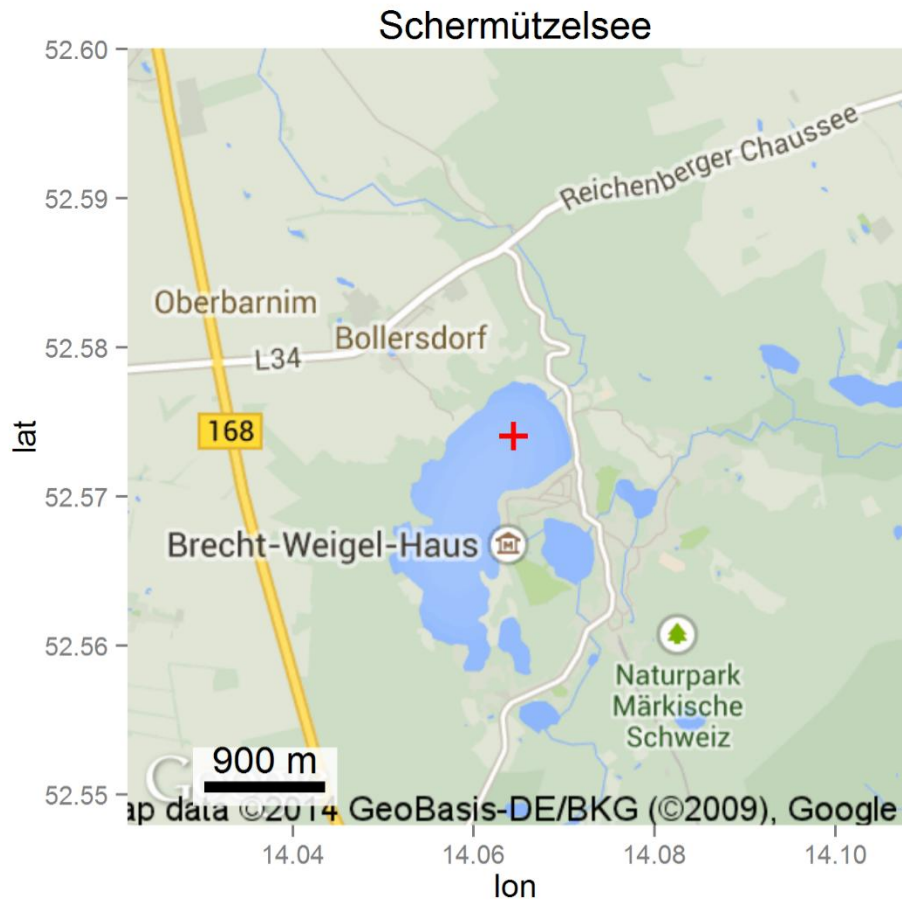 Schermützelsee
52.60
52.59
52.58
52.57
52.56
52.55
lat
Reichenberger Chaussee
Oberbarnim
Bollersdorf
L34
168
Brecht-Weigel-Haus
M
Naturpark
Märkische
Schweiz
900 m
G
ap data ©2014 GeoBasis-DE/BKG (©2009), Google
14.04
14.06
14.08
14.10
lon